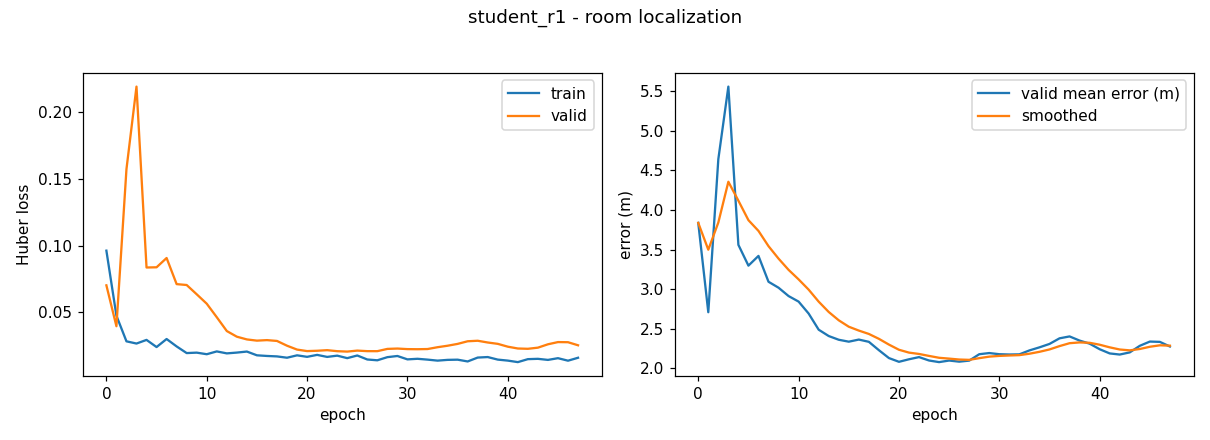 student_r1 - room localization
Huber loss
0.20
0.15
0.10
0.05
train
valid
0
10
20
30
40
epoch
error (m)
5.5
5.0
4.5
4.0
3.5
3.0
2.5
2.0
valid mean error (m)
smoothed
0
10
20
30
40
epoch